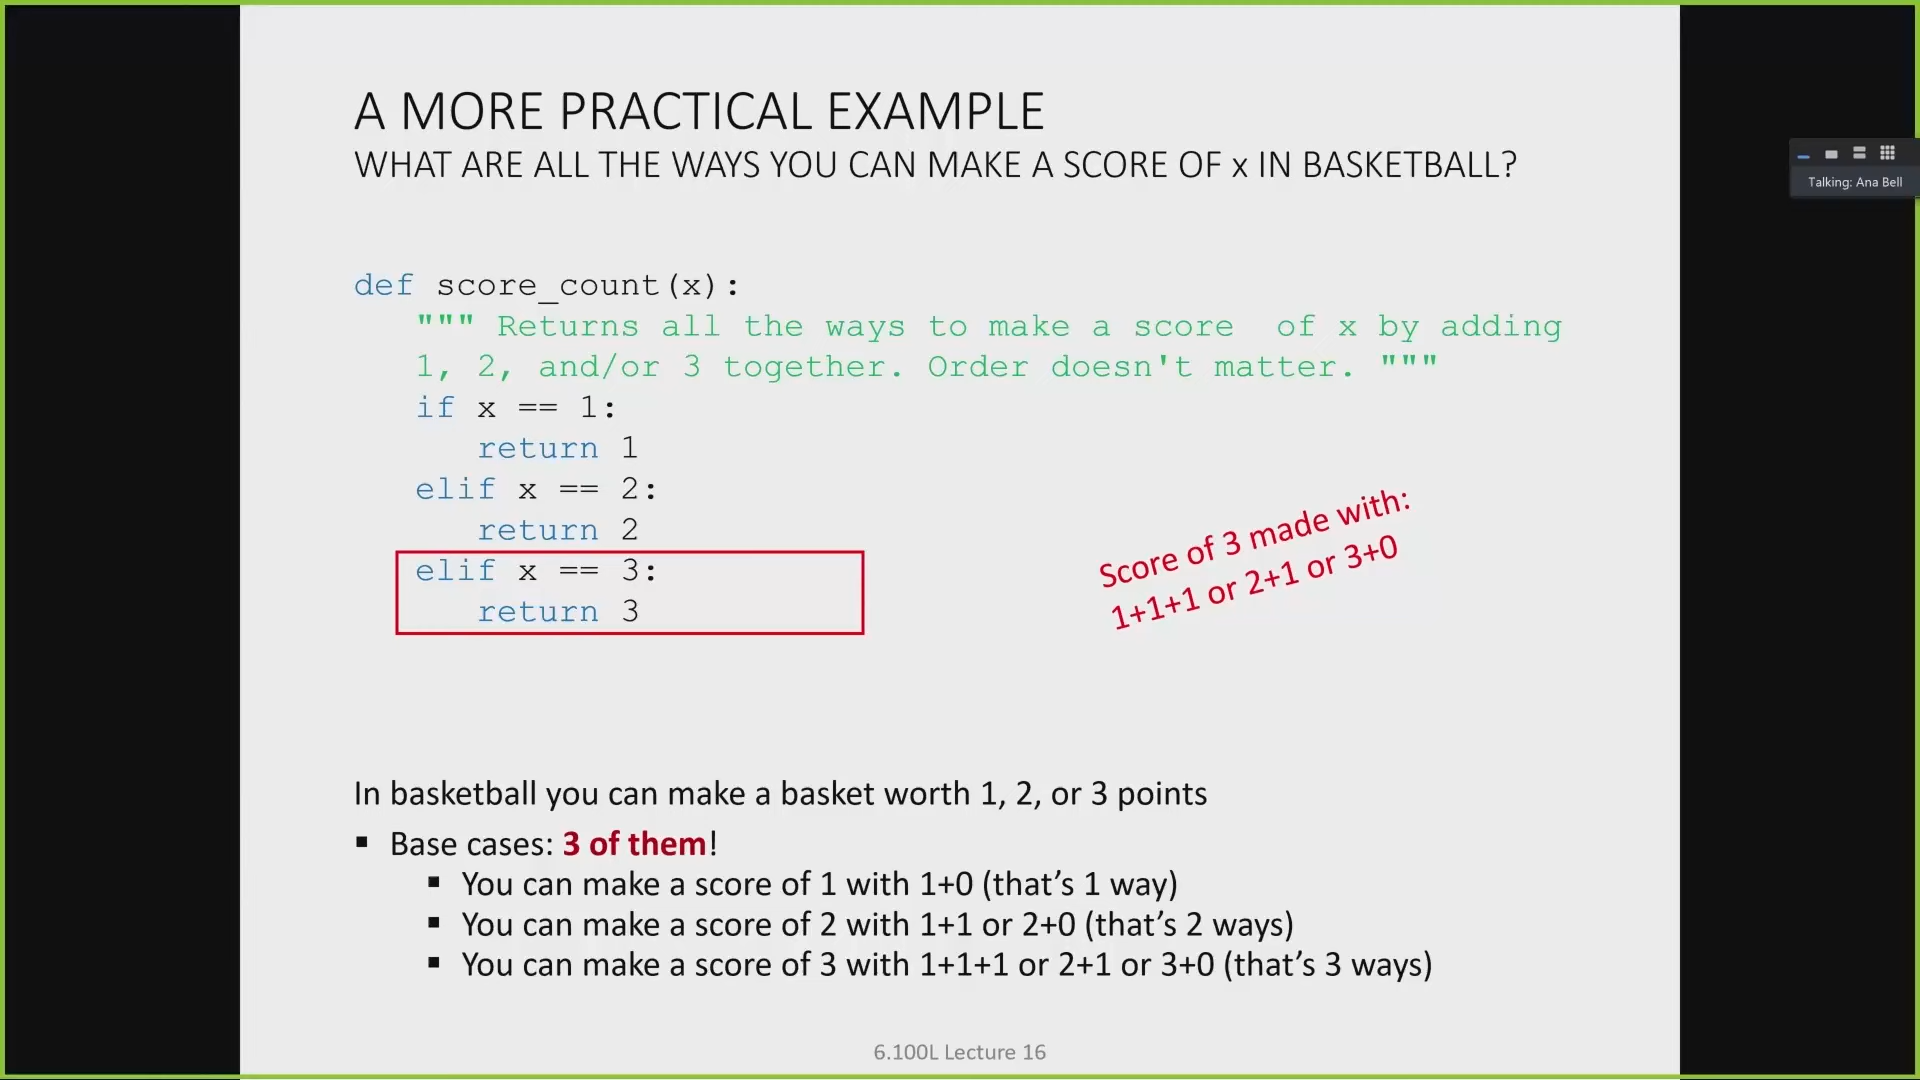 A MORE PRACTICAL EXAMPLE
WHAT ARE ALL THE WAYS YOU CAN MAKE A SCORE OF x IN BASKETBALL?
Talking: Ana Bell
def score_count(x):
""" Returns all the ways to make a score  of x by adding
1, 2, and/or 3 together. Order doesn't matter. """
if x == 1:
return 1
elif x == 2:
return 2
elif x == 3:
return 3
Score of 3 made with:
1+1+1 or 2+1 or 3+0
In basketball you can make a basket worth 1, 2, or 3 points
▪ Base cases: 3 of them!
▪ You can make a score of 1 with 1+0 (that’s 1 way)
▪ You can make a score of 2 with 1+1 or 2+0 (that’s 2 ways)
▪ You can make a score of 3 with 1+1+1 or 2+1 or 3+0 (that’s 3 ways)
6.100L Lecture 16